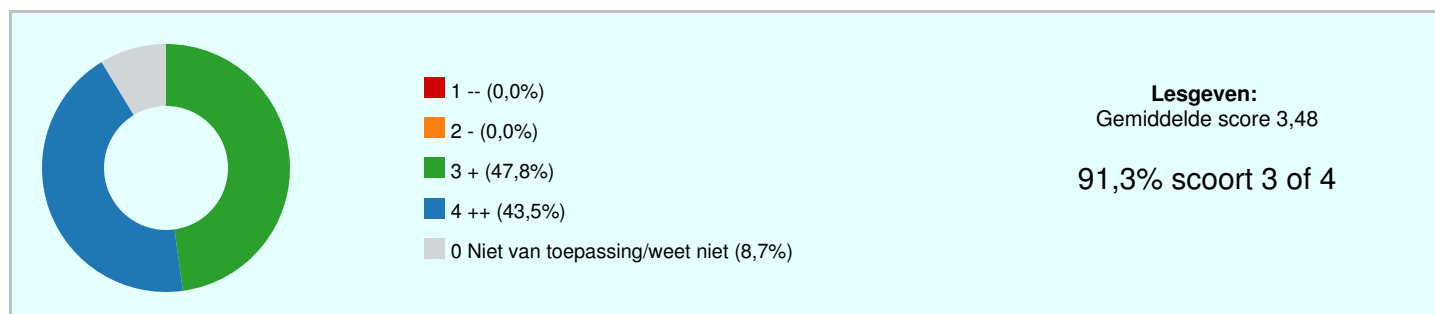 1 -- (0,0%)
2 - (0,0%)
3 + (47,8%)
4 ++ (43,5%)
0 Niet van toepassing/weet niet (8,7%)
Lesgeven:
Gemiddelde score 3,48
91,3% scoort 3 of 4